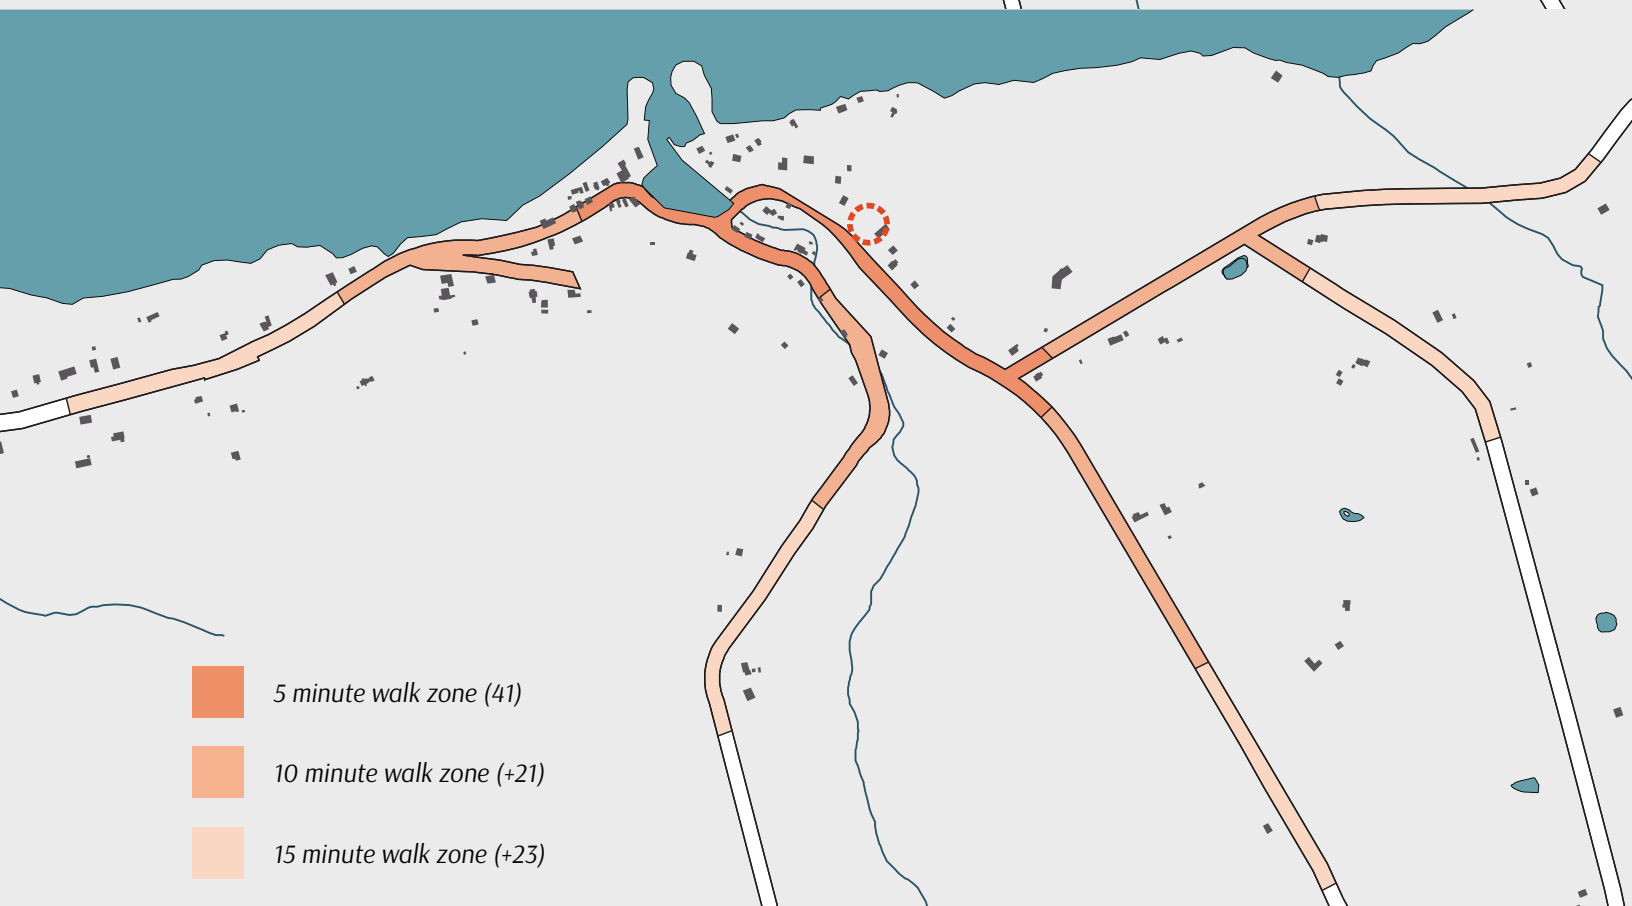 5 minute walk zone (41)
10 minute walk zone (+21)
15 minute walk zone (+23)